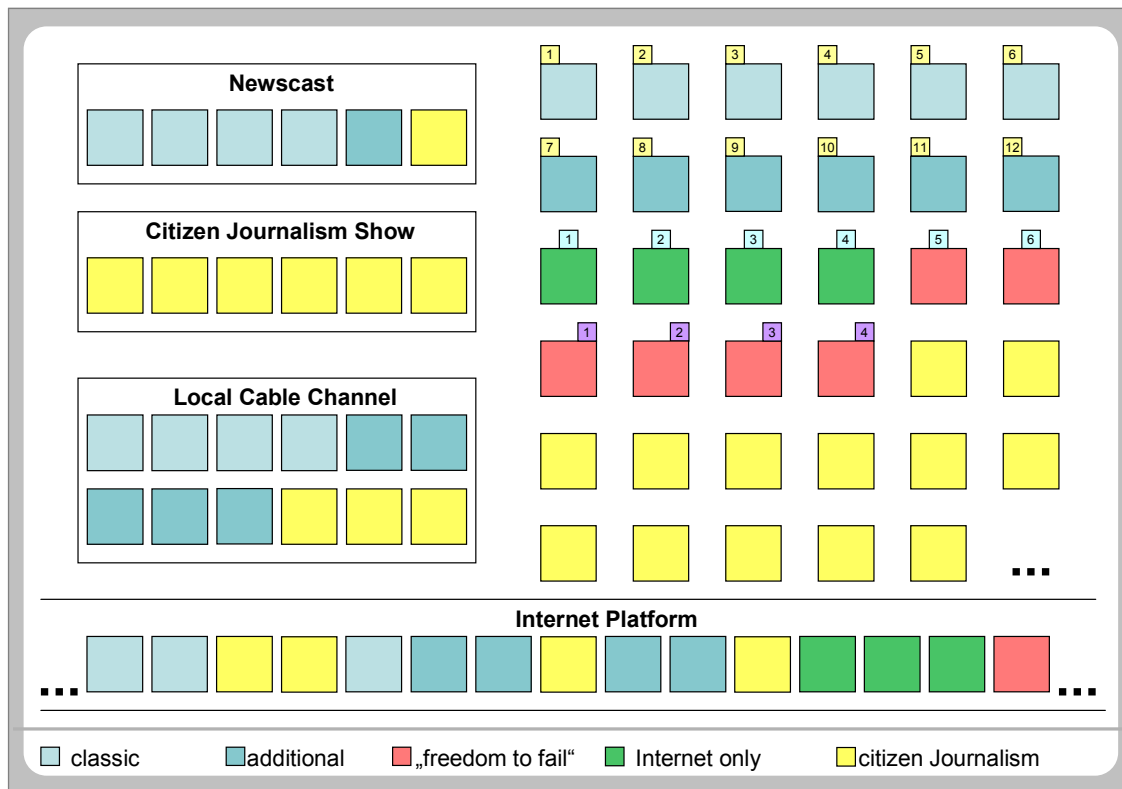 Newscast
Citizen Journalism Show
Local Cable Channel
1 2 3 4 5 6
7 8 9 10 11 12
1 2 3 4 5 6
1 2 3 4
...
Internet Platform
... ...
classic additional „freedom to fail“ Internet only citizen Journalism